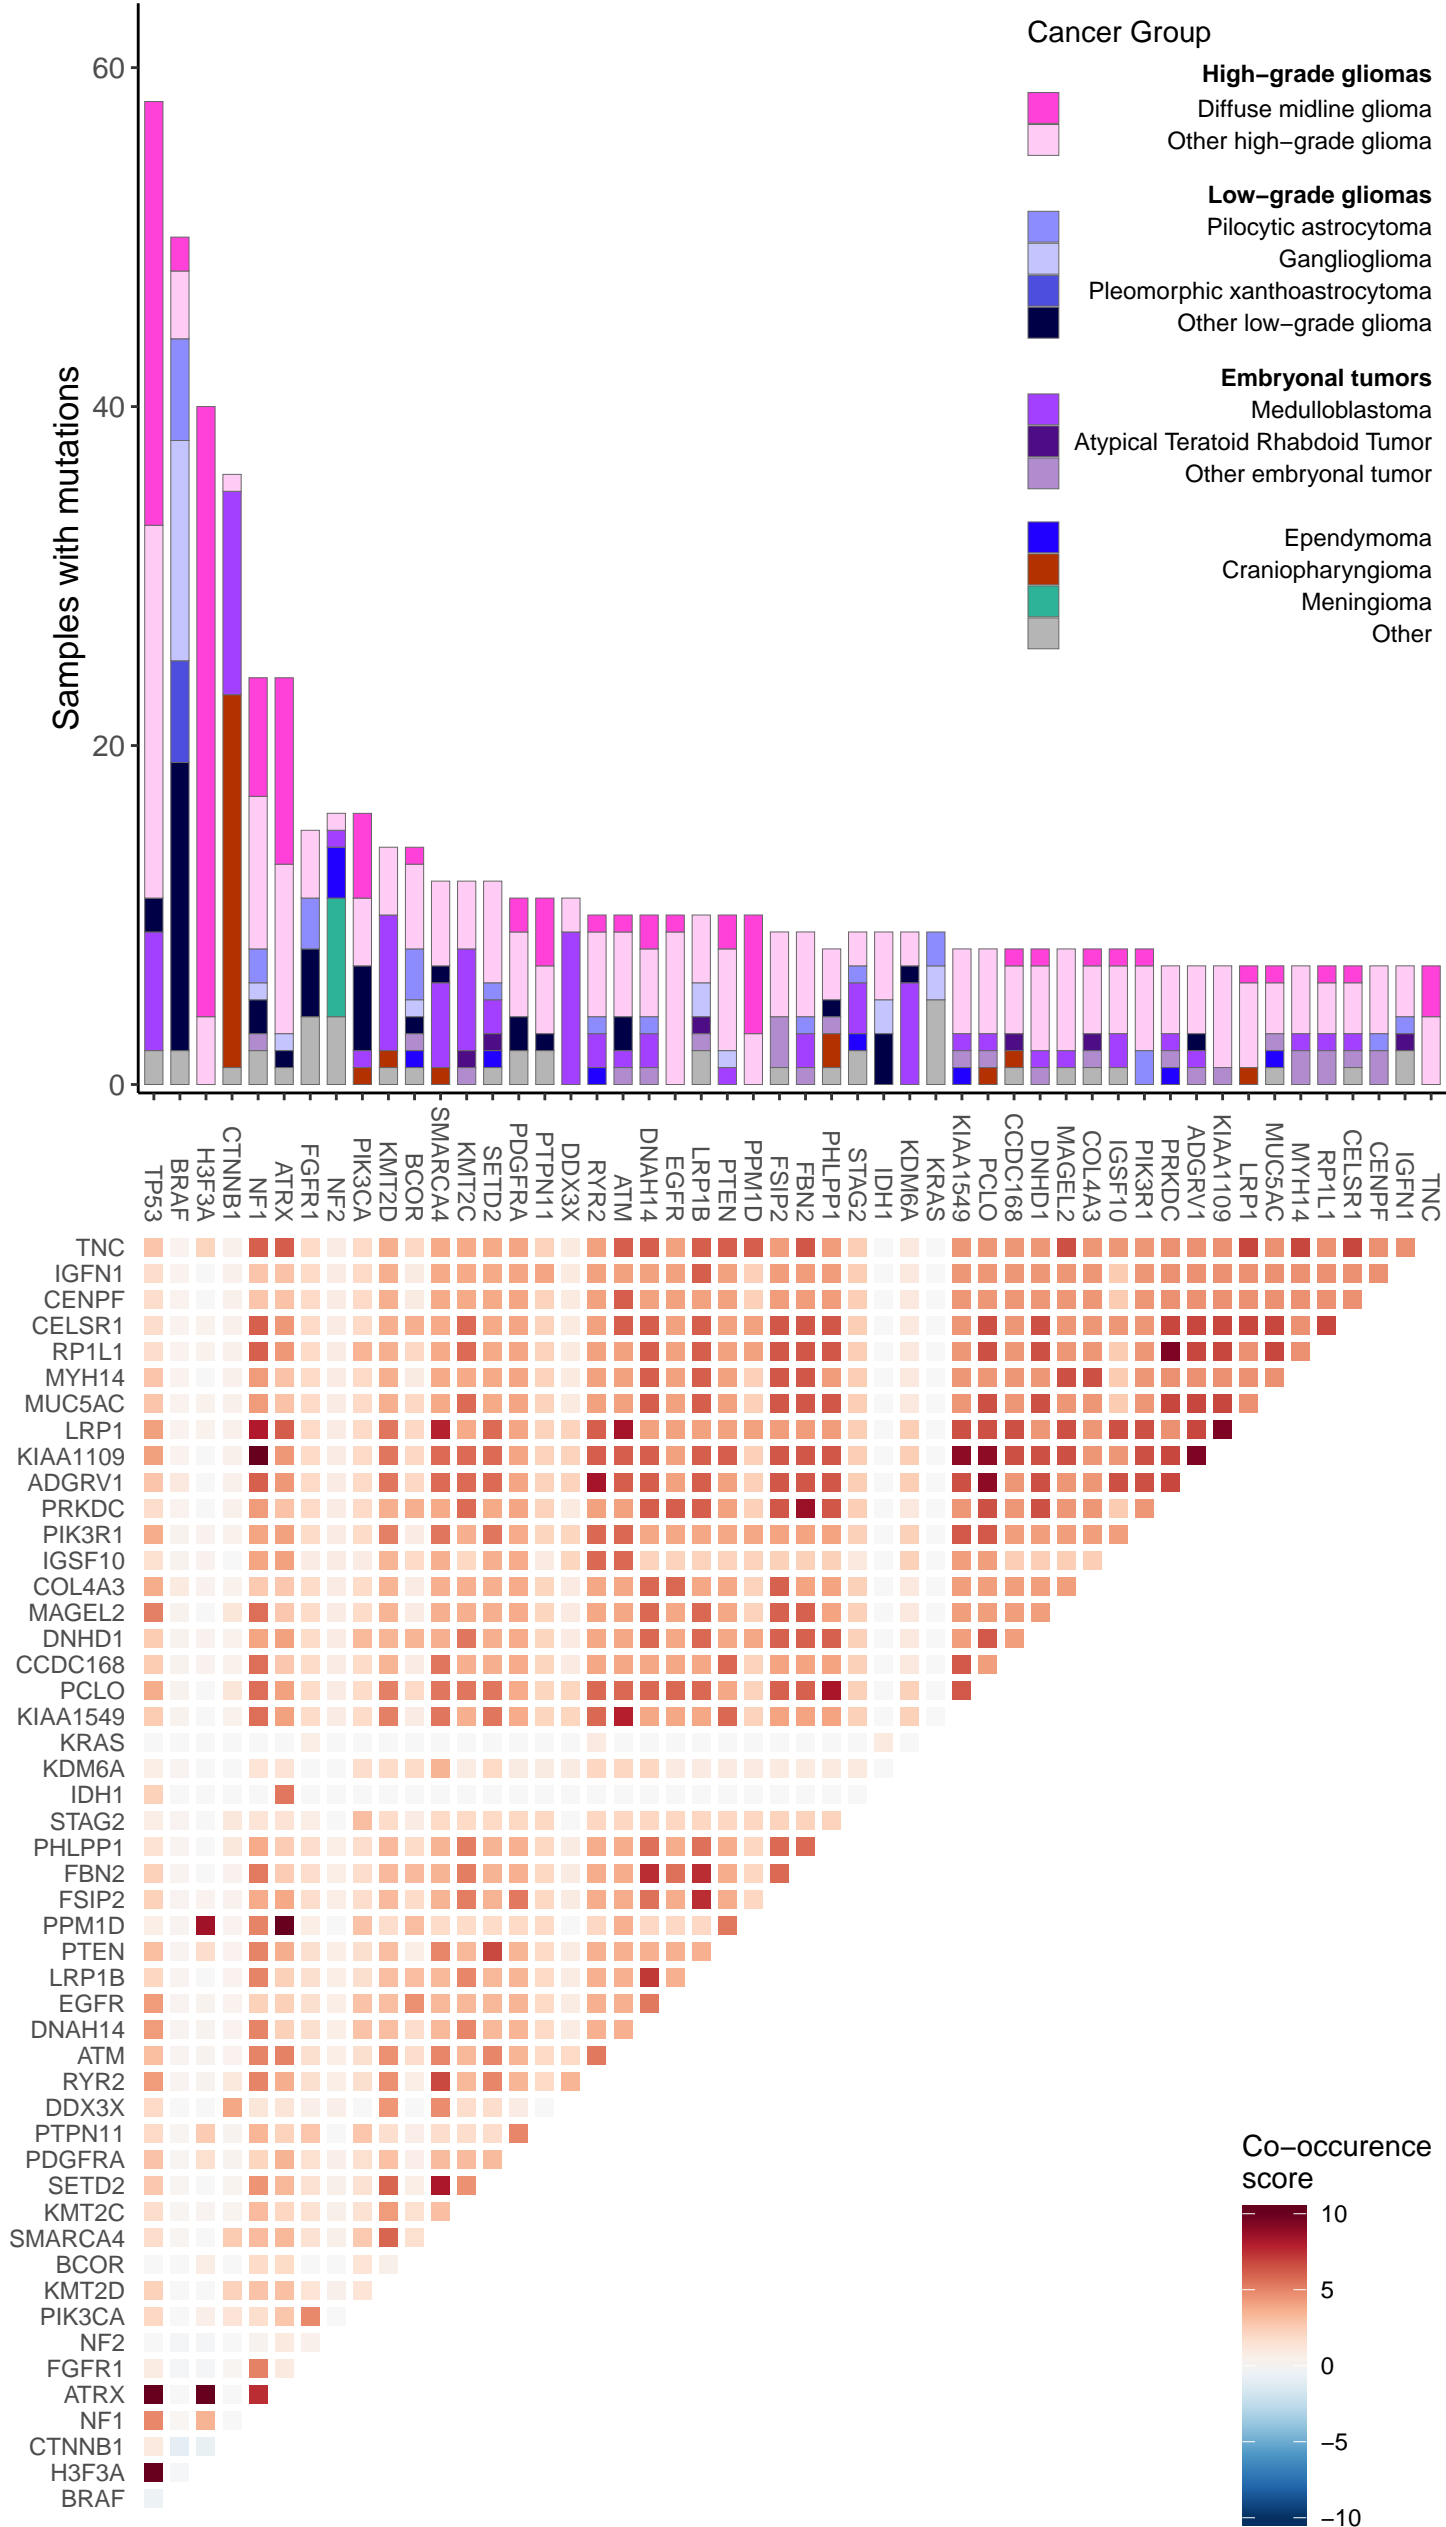 Cancer Group
High−grade gliomas
Diffuse midline glioma
Other high−grade glioma
Low−grade gliomas
Pilocytic astrocytoma
Ganglioglioma
Pleomorphic xanthoastrocytoma
Other low−grade glioma
Embryonal tumors
Medulloblastoma
Atypical Teratoid Rhabdoid Tumor
Other embryonal tumor
Ependymoma
Craniopharyngioma
Meningioma
Other
Samples with mutations
60
40
20
0
TP53
BRAF
H3F3A
CTNNB1
NF1
ATRX
FGFR1
NF2
PIK3CA
KMT2D
BCOR
SMARCA4
KMT2C
SETD2
PDGFRA
PTPN11
DDX3X
RYR2
ATM
DNAH14
EGFR
LRP1B
PTEN
PPM1D
FSIP2
FBN2
PHLPP1
STAG2
IDH1
KDM6A
KRAS
KIAA1549
PCLO
CCDC168
DNHD1
MAGEL2
COL4A3
IGSF10
PIK3R1
PRKDC
ADGRV1
KIAA1109
LRP1
MUC5AC
MYH14
RP1L1
CELSR1
CENPF
IGFN1
TNC
TNC
IGFN1
CENPF
CELSR1
RP1L1
MYH14
MUC5AC
LRP1
KIAA1109
ADGRV1
PRKDC
PIK3R1
IGSF10
COL4A3
MAGEL2
DNHD1
CCDC168
PCLO
KIAA1549
KRAS
KDM6A
IDH1
STAG2
PHLPP1
FBN2
FSIP2
PPM1D
PTEN
LRP1B
EGFR
DNAH14
ATM
RYR2
DDX3X
PTPN11
PDGFRA
SETD2
KMT2C
SMARCA4
BCOR
KMT2D
PIK3CA
NF2
FGFR1
ATRX
NF1
CTNNB1
H3F3A
BRAF
Co−occurence
score
10
5
0
−5
−10